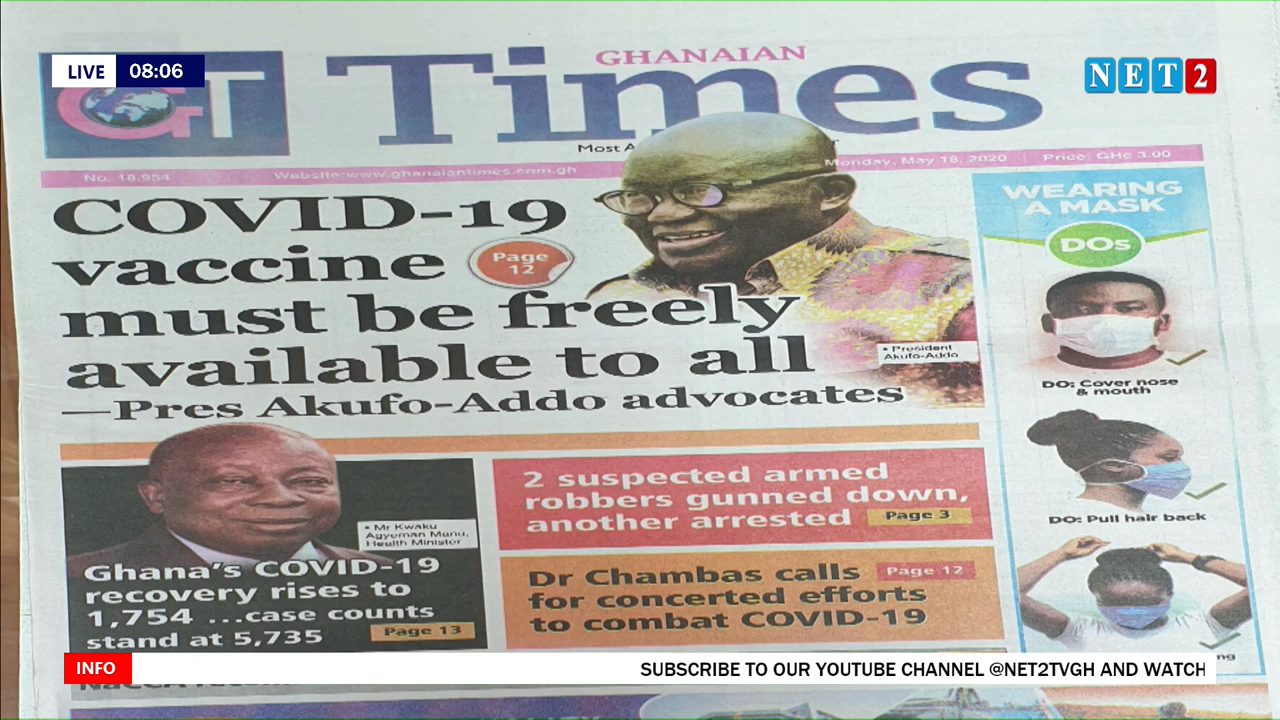 LIVE 08:06
NET2
GT
GHANAIAN
Times
Most A
No. 18,954 Website:www.ghanaiantimes.com.gh Monday, May 18, 2020 Price: GH¢ 3.00
COVID-19
vaccine
Page
12
must be freely
available to all
—Pres Akufo-Addo advocates
• President
Akufo-Addo
WEARING
A MASK
DOs
DO: Cover nose
& mouth
DO: Pull hair back
ng
• Mr Kwaku
Agyeman Manu,
Health Minister
Ghana's COVID-19
recovery rises to
1,754 ...case counts
stand at 5,735
Page 13
2 suspected armed
robbers gunned down,
another arrested Page 3
Dr Chambas calls Page 12
for concerted efforts
to combat COVID-19
INFO SUBSCRIBE TO OUR YOUTUBE CHANNEL @NET2TVGH AND WATCH